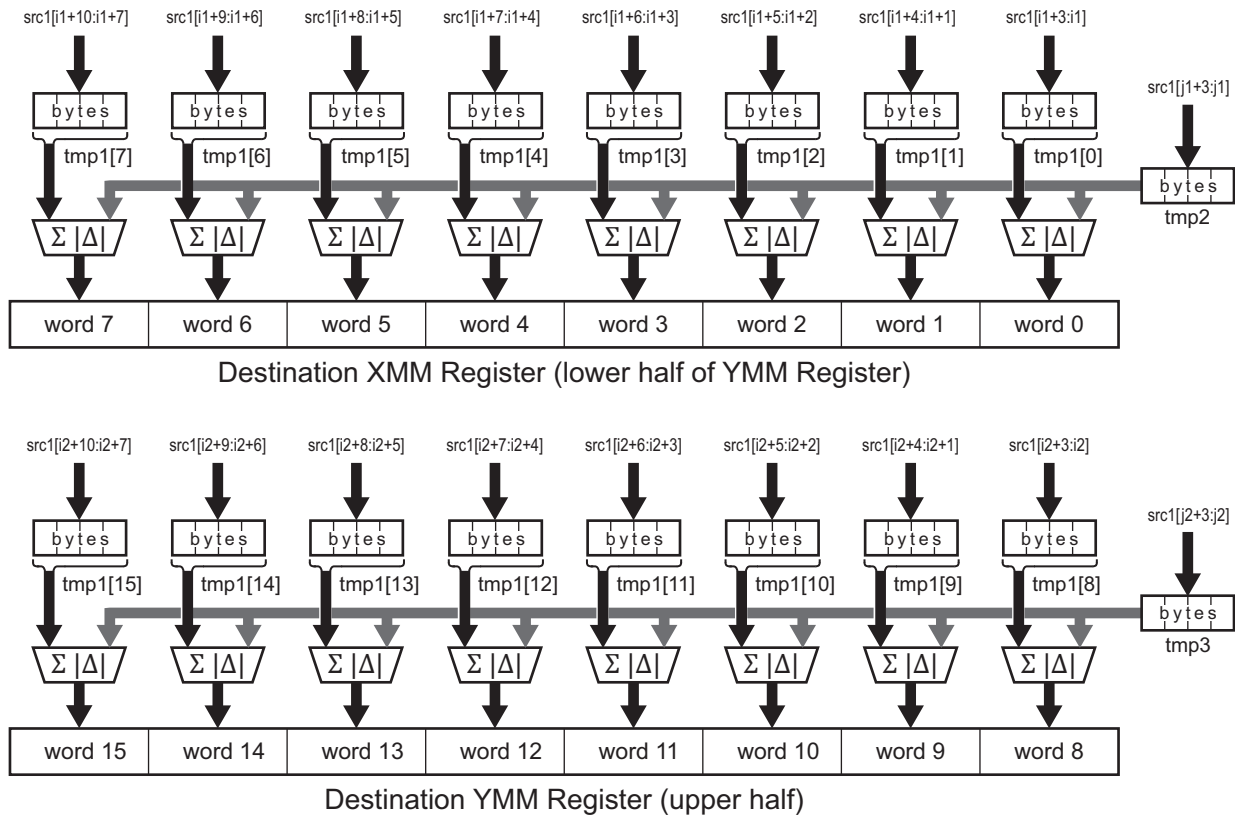 src1[i1+10:i1+7] src1[i1+9:i1+6] src1[i1+8:i1+5] src1[i1+7:i1+4] src1[i1+6:i1+3] src1[i1+5:i1+2] src1[i1+4:i1+1] src1[i1+3:i1]
src1[j1+3:j1]
bytes bytes bytes bytes bytes bytes bytes bytes
tmp1[7] tmp1[6] tmp1[5] tmp1[4] tmp1[3] tmp1[2] tmp1[1] tmp1[0]
bytes
tmp2
Σ |Δ| Σ |Δ| Σ |Δ| Σ |Δ| Σ |Δ| Σ |Δ| Σ |Δ| Σ |Δ|
word 7 word 6 word 5 word 4 word 3 word 2 word 1 word 0
Destination XMM Register (lower half of YMM Register)
src1[i2+10:i2+7] src1[i2+9:i2+6] src1[i2+8:i2+5] src1[i2+7:i2+4] src1[i2+6:i2+3] src1[i2+5:i2+2] src1[i2+4:i2+1] src1[i2+3:i2]
src1[j2+3:j2]
bytes bytes bytes bytes bytes bytes bytes bytes
tmp1[15] tmp1[14] tmp1[13] tmp1[12] tmp1[11] tmp1[10] tmp1[9] tmp1[8]
bytes
tmp3
Σ |Δ| Σ |Δ| Σ |Δ| Σ |Δ| Σ |Δ| Σ |Δ| Σ |Δ| Σ |Δ|
word 15 word 14 word 13 word 12 word 11 word 10 word 9 word 8
Destination YMM Register (upper half)